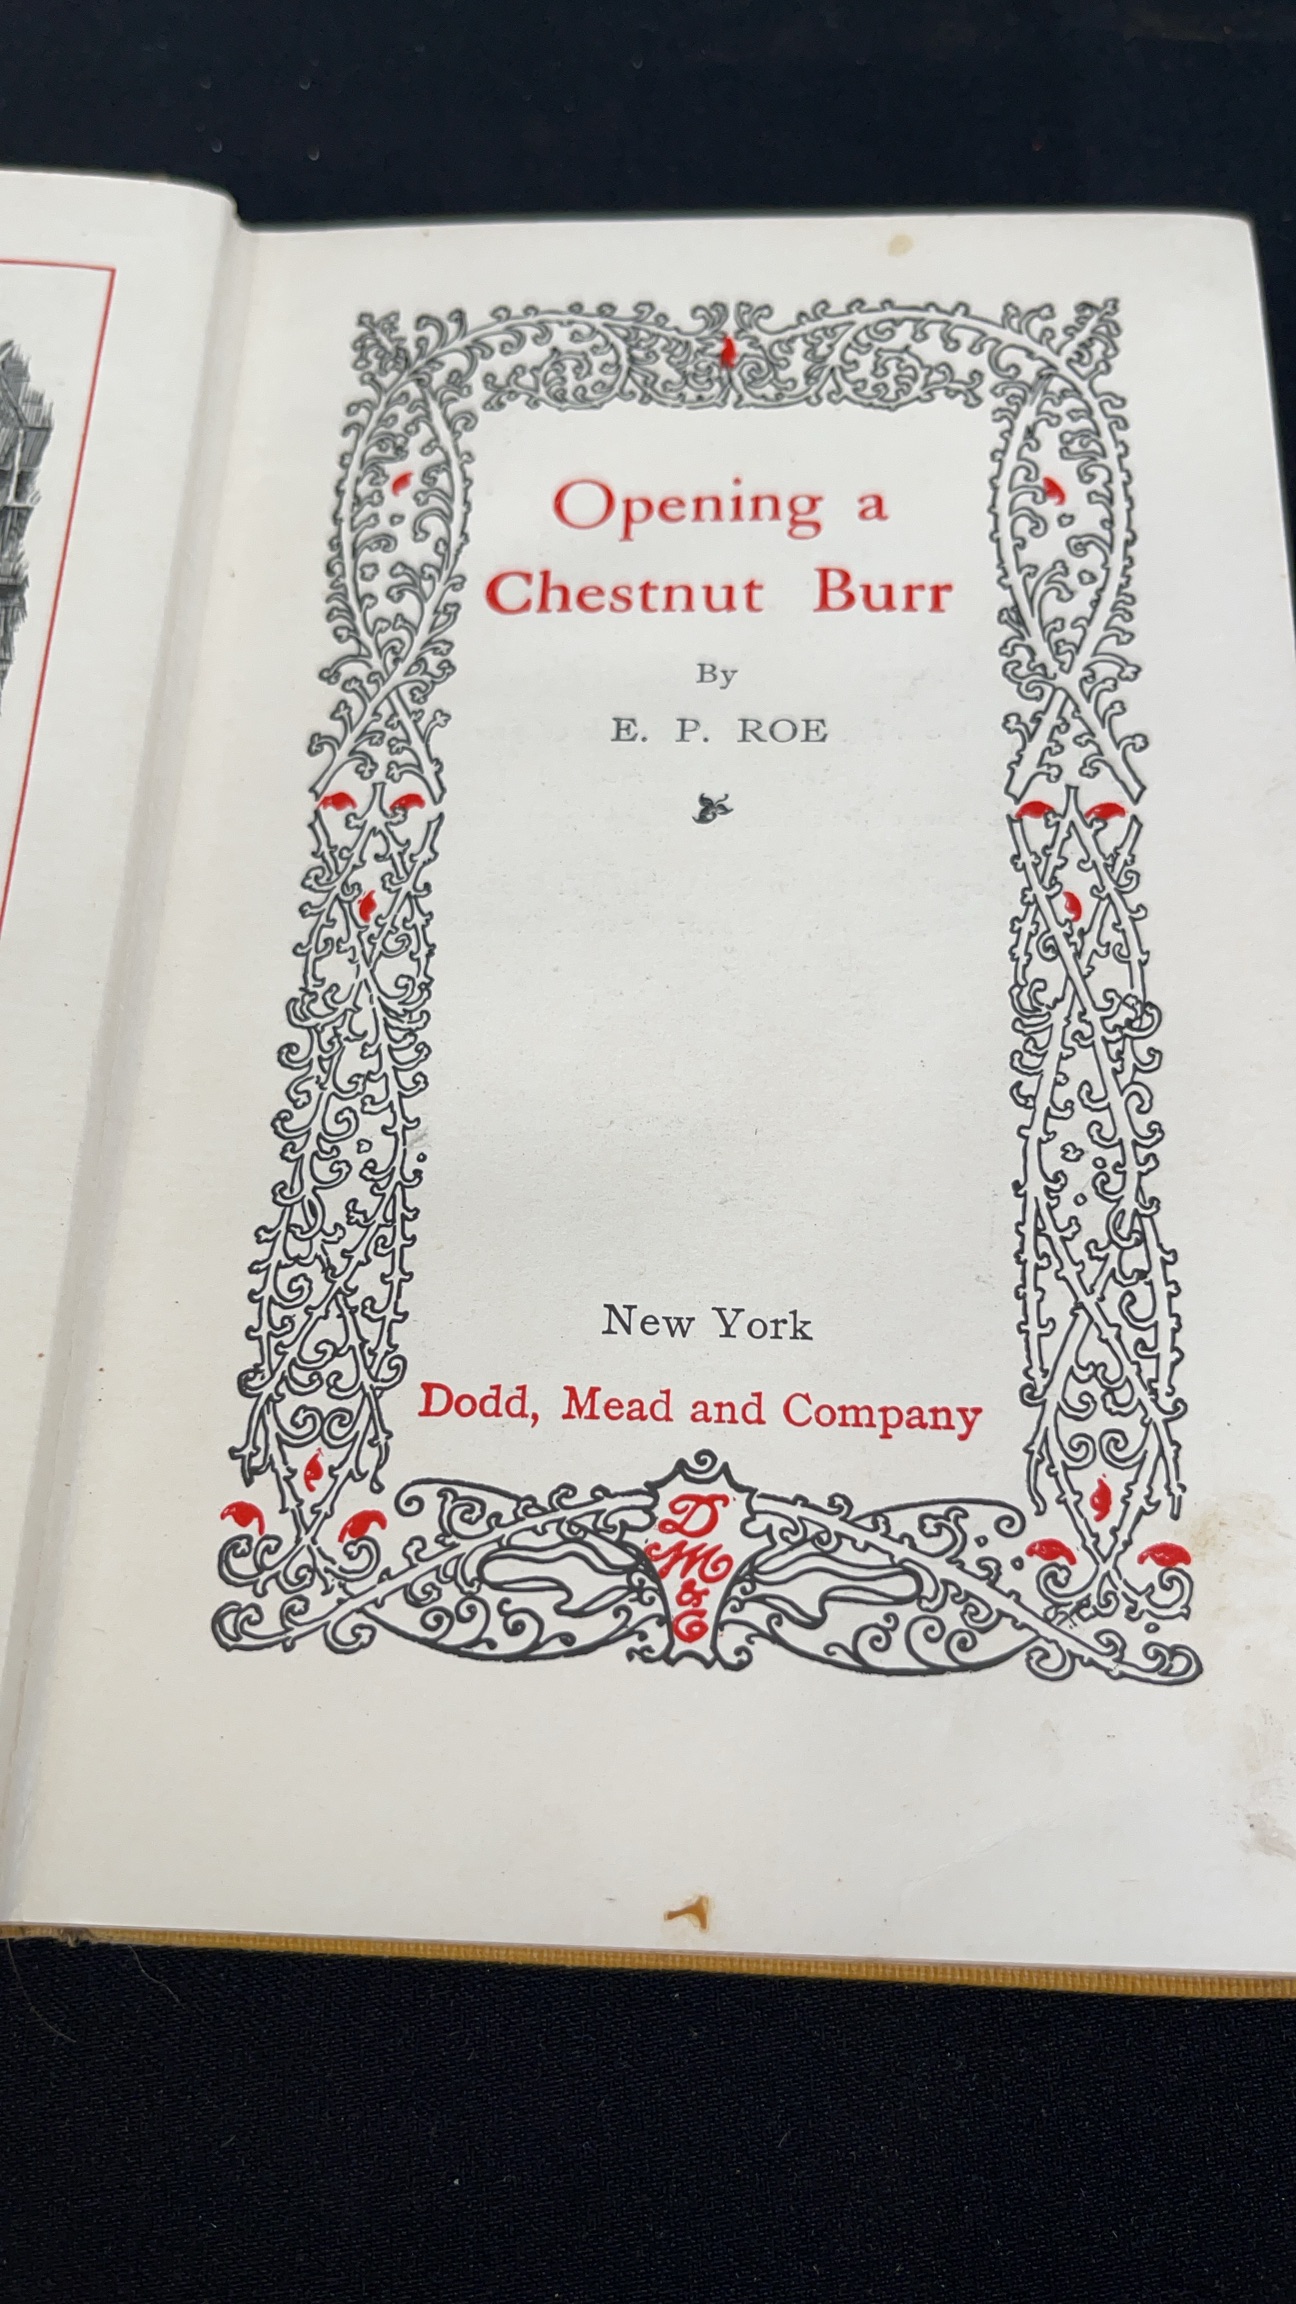 Opening a
Chestnut Burr
By
E. P. ROE
New York
Dodd, Mead and Company
D
M
&
C